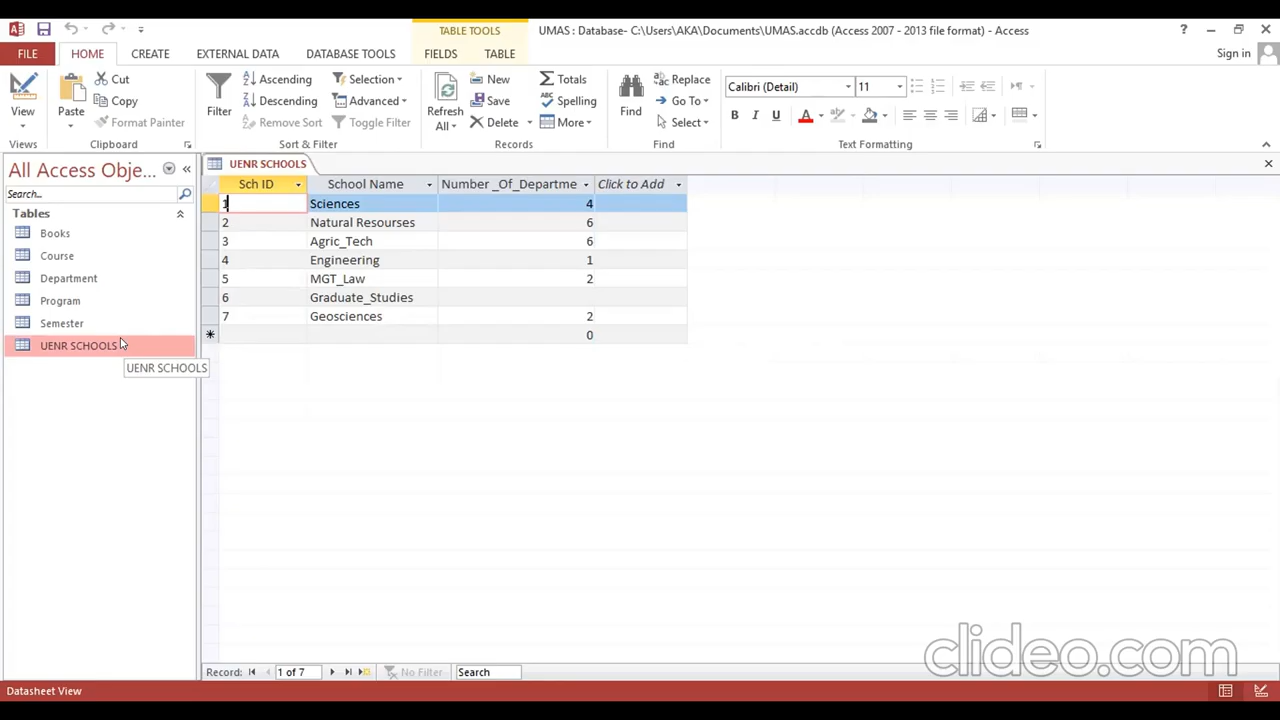 TABLE TOOLS
UMAS : Database- C:\Users\AKA\Documents\UMAS.accdb (Access 2007 - 2013 file format) - Access
FILE HOME CREATE EXTERNAL DATA DATABASE TOOLS FIELDS TABLE Sign in
View
Views
Paste
Cut
Copy
Format Painter
Clipboard
Filter
Ascending
Descending
Remove Sort
Selection
Advanced
Toggle Filter
Sort & Filter
Refresh
All
New
Save
Delete
Totals
Spelling
More
Records
Find
Replace
Go To
Select
Find
Calibri (Detail) 11
B I U A
Text Formatting
All Access Obje...
Search...
Tables
Books
Course
Department
Program
Semester
UENR SCHOOLS
UENR SCHOOLS
UENR SCHOOLS
Sch ID School Name Number _Of_Departme Click to Add
1 Sciences 4
2 Natural Resourses 6
3 Agric_Tech 6
4 Engineering 1
5 MGT_Law 2
6 Graduate_Studies
7 Geosciences 2
0
Record: 1 of 7 No Filter Search
clideo.com
Datasheet View